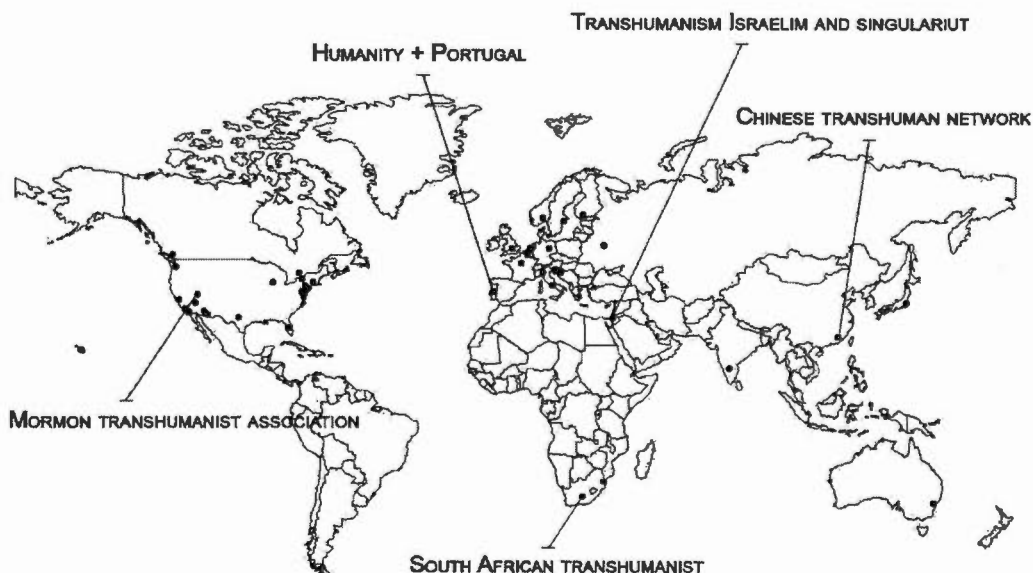 TRANSHUMANISM ISRAELIM AND SINGULARIUT
HUMANITY + PORTUGAL
CHINESE TRANSHUMAN NETWORK
MORMON TRANSHUMANIST ASSOCIATION
SOUTH AFRICAN TRANSHUMANIST